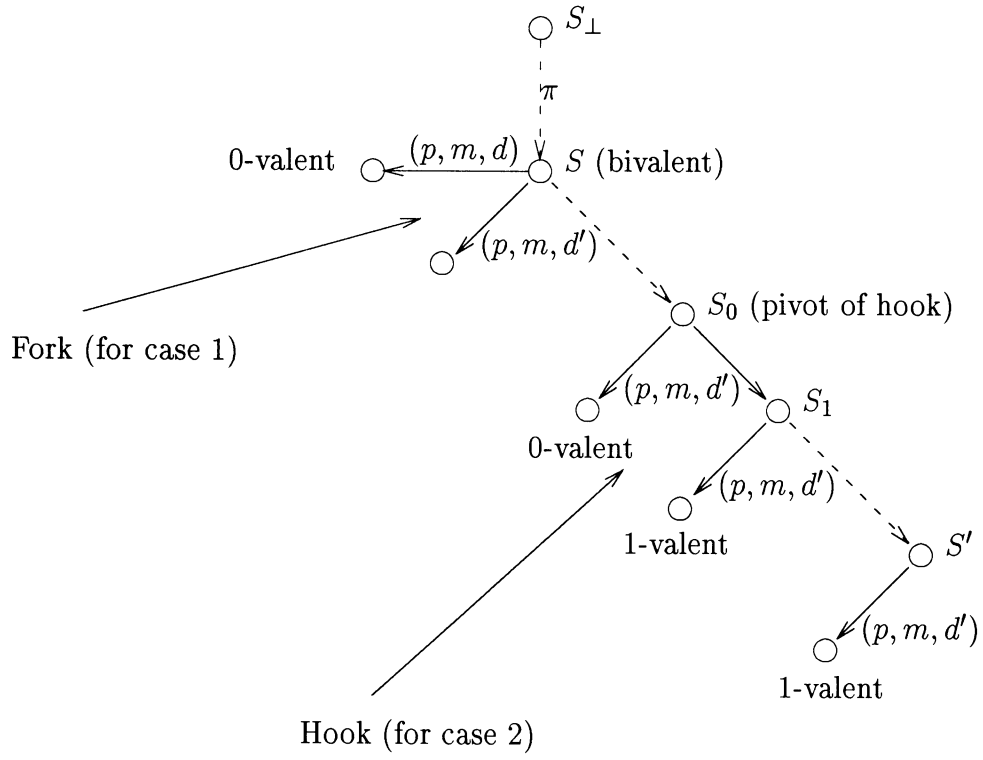 S⊥
π
0-valent
(p, m, d)
S (bivalent)
(p, m, d′)
S0 (pivot of hook)
Fork (for case 1)
(p, m, d′)
S1
0-valent
(p, m, d′)
1-valent
S′
(p, m, d′)
1-valent
Hook (for case 2)